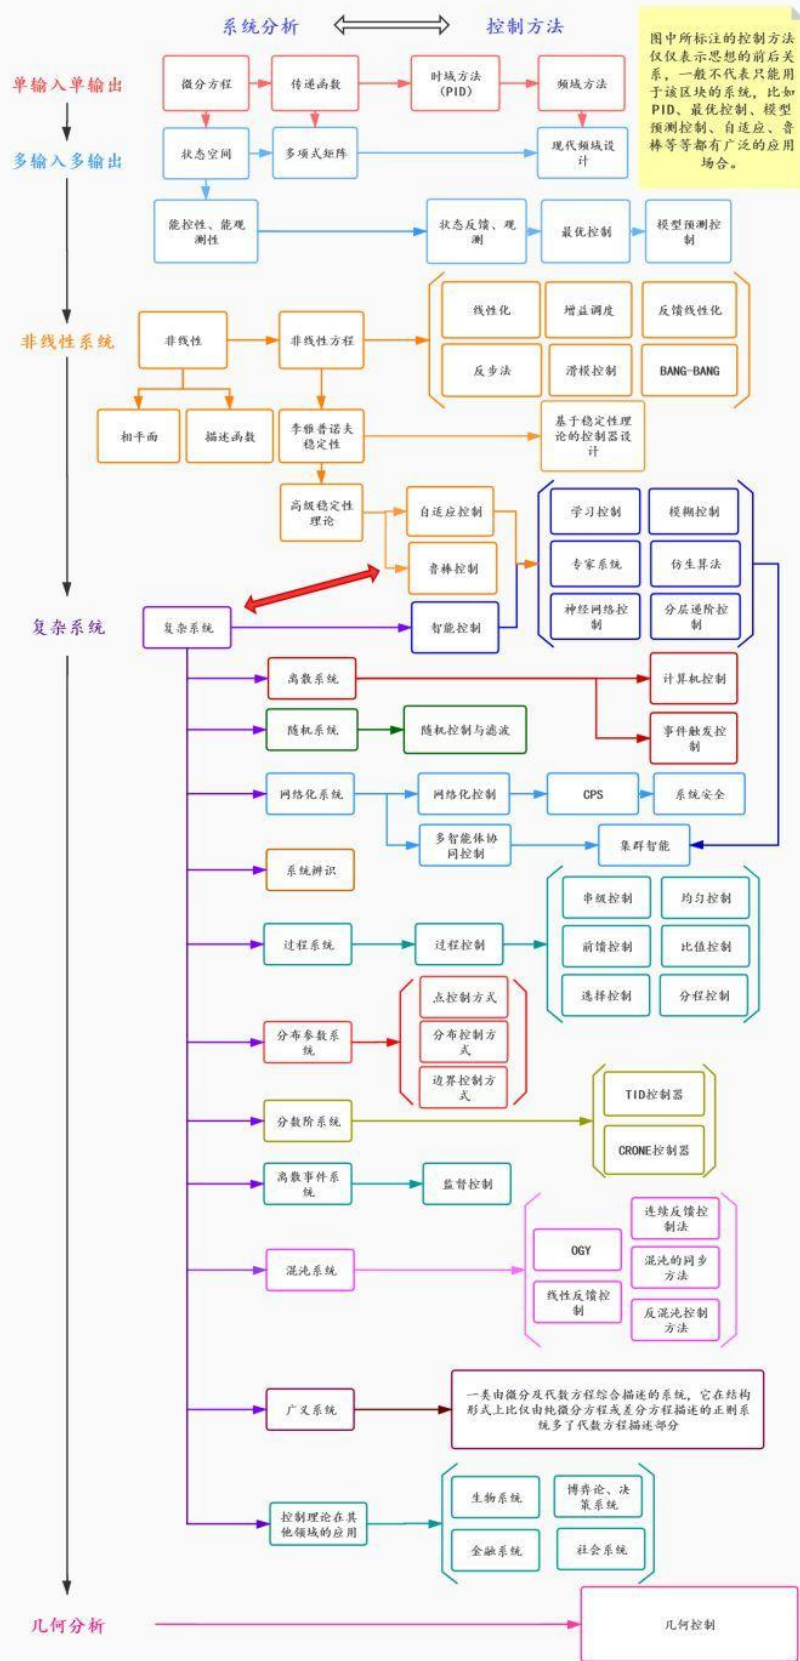 系统分析
控制方法
图中所标注的控制方法
仅仅表示思想的前后关
系，一般不代表只能用
于该区块的系统，比如
PID、最优控制、模型
预测控制、自适应、鲁
棒等等都有广泛的应用
场合。
单输入单输出
微分方程
传递函数
时域方法
（PID）
频域方法
多输入多输出
状态空间
多项式矩阵
现代频域设
计
能控性、能观
测性
状态反馈、观
测
最优控制
模型预测控
制
非线性系统
非线性
非线性方程
线性化
增益调度
反馈线性化
反步法
滑模控制
BANG-BANG
相平面
描述函数
李雅普诺夫
稳定性
基于稳定性理
论的控制器设
计
高级稳定性
理论
自适应控制
鲁棒控制
学习控制
模糊控制
专家系统
仿生算法
神经网络控
制
分层递阶控
制
复杂系统
复杂系统
智能控制
离散系统
计算机控制
事件触发控
制
随机系统
随机控制与滤波
网络化系统
网络化控制
CPS
系统安全
多智能体协
同控制
集群智能
系统辨识
过程系统
过程控制
串级控制
均匀控制
前馈控制
比值控制
选择控制
分程控制
分布参数系
统
点控制方式
分布控制方
式
边界控制方
式
分数阶系统
TID控制器
CRONE控制器
离散事件系
统
监督控制
混沌系统
OGY
线性反馈控
制
连续反馈控
制法
混沌的同步
方法
反混沌控制
方法
广义系统
一类由微分及代数方程综合描述的系统，它在结构
形式上比仅由纯微分方程或差分方程描述的正则系
统多了代数方程描述部分
控制理论在其
他领域的应用
生物系统
博弈论、决
策系统
金融系统
社会系统
几何分析
几何控制